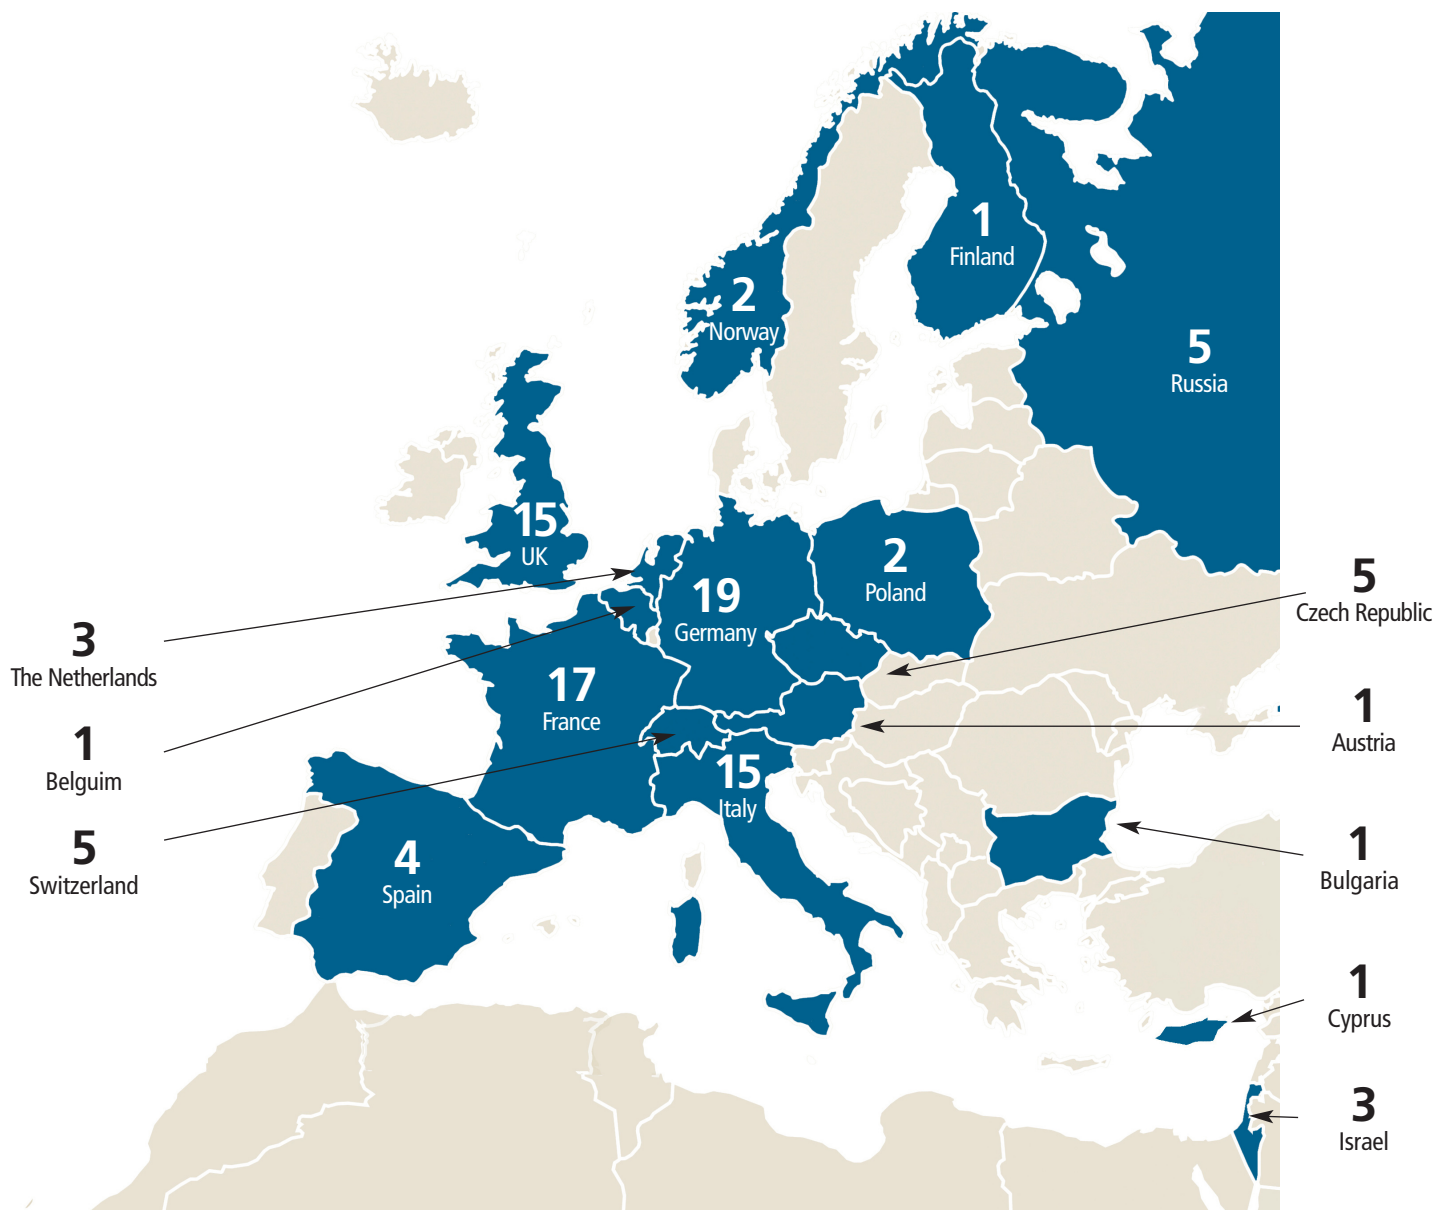 1
Finland
2
Norway
5
Russia
15
UK
2
Poland
5
Czech Republic
19
Germany
3
The Netherlands
17
France
1
Austria
1
Belguim
15
Italy
5
Switzerland
4
Spain
1
Bulgaria
1
Cyprus
3
Israel